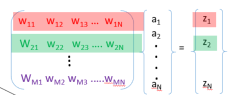 w11 w12 w13 .... w1N a1 z1
w21 w22 w23 .... w2N a2 = z2
⋮ ⋮ ⋮
wM1 wM2 wM3 .....wMN aN zN